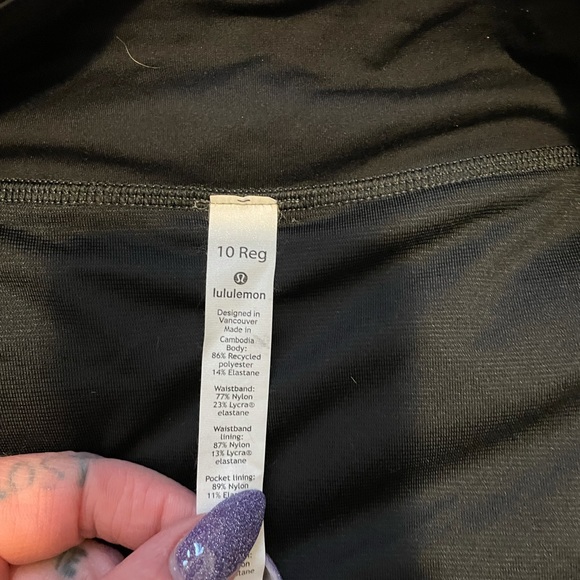 10 Reg
lululemon
Designed in
Vancouver
Made in
Cambodia
Body:
86% Recycled
polyester
14% Elastane
Waistband:
77% Nylon
23% Lycra®
elastane
Waistband
lining:
87% Nylon
13% Lycra®
elastane
Pocket lining:
89% Nylon
11%
LOST